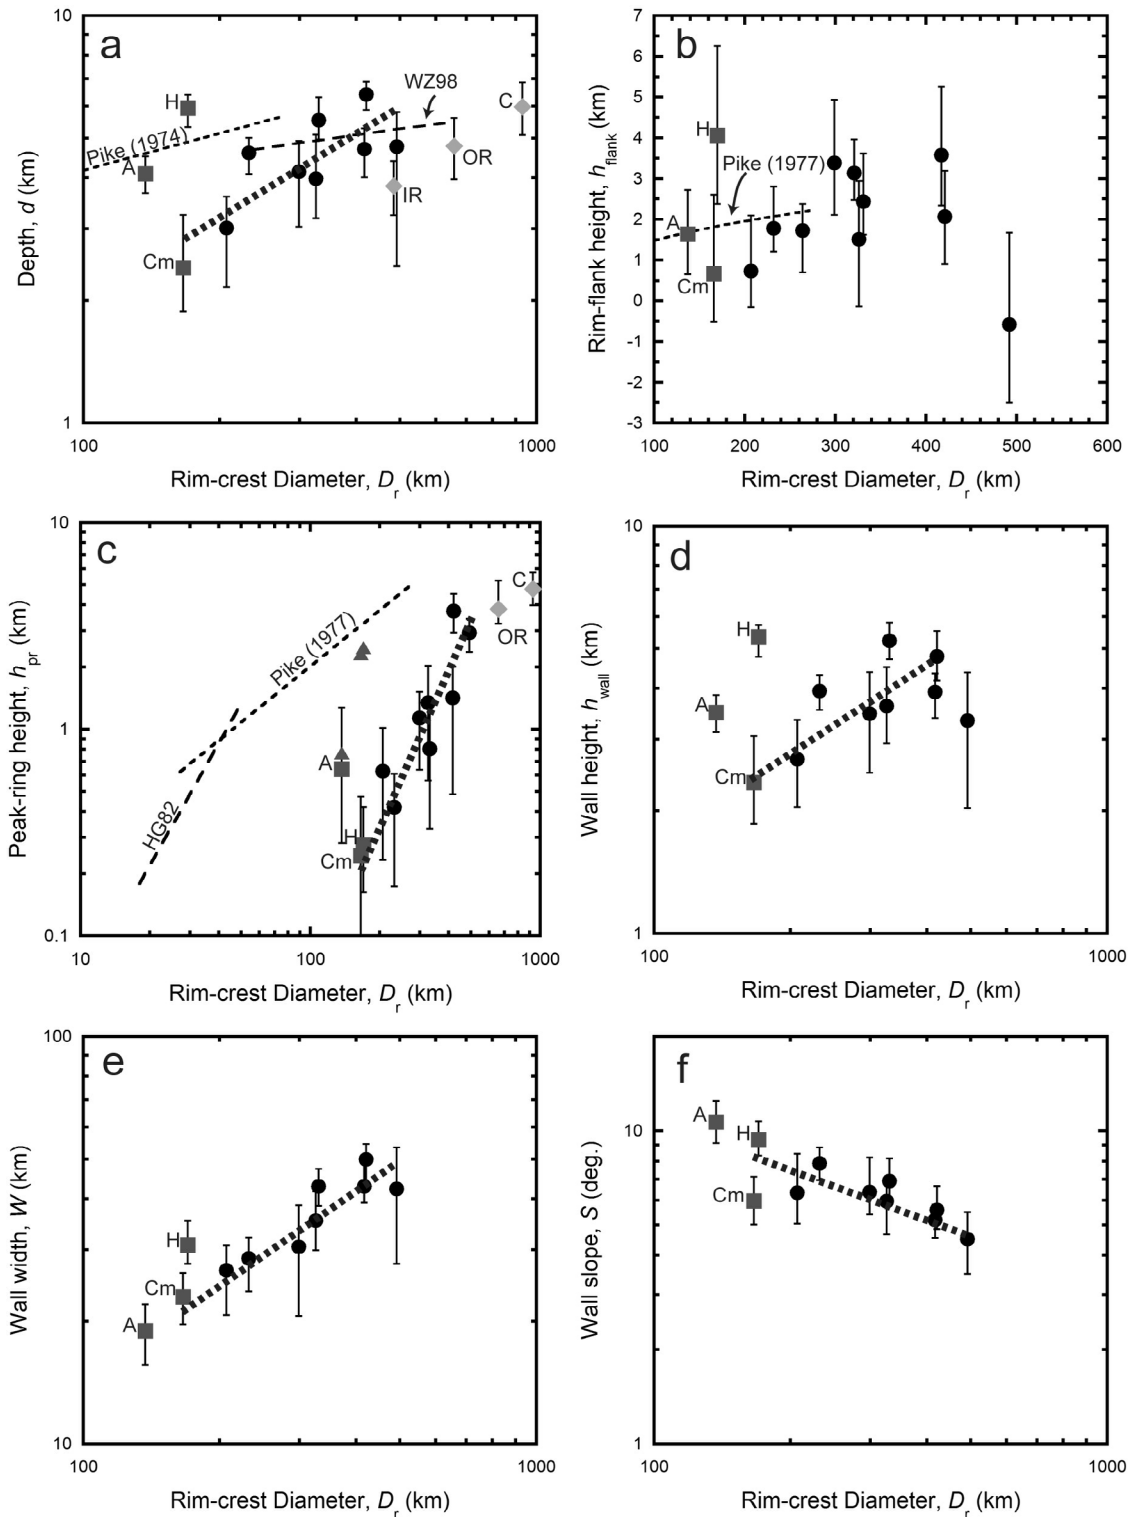 a
10
Depth, d (km)
1
100
1000
Rim-crest Diameter, Dr (km)
Pike (1974)
WZ98
H
A
Cm
C
OR
IR
b
7
6
5
4
3
2
1
0
-1
-2
-3
Rim-flank height, hflank (km)
100
200
300
400
500
600
Rim-crest Diameter, Dr (km)
H
Pike (1977)
A
Cm
c
10
1
0.1
Peak-ring height, hpr (km)
10
100
1000
Rim-crest Diameter, Dr (km)
Pike (1977)
HG82
C
OR
A
H
Cm
d
10
1
Wall height, hwall (km)
100
1000
Rim-crest Diameter, Dr (km)
H
A
Cm
e
100
10
Wall width, W (km)
100
1000
Rim-crest Diameter, Dr (km)
H
Cm
A
f
10
1
Wall slope, S (deg.)
100
1000
Rim-crest Diameter, Dr (km)
A
H
Cm